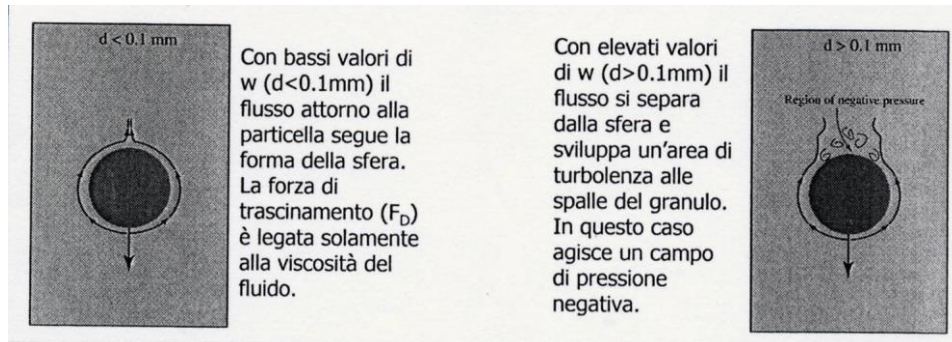 d < 0.1 mm
Con bassi valori di
w (d<0.1mm) il
flusso attorno alla
particella segue la
forma della sfera.
La forza di
trascinamento (F_D)
è legata solamente
alla viscosità del
fluido.
Con elevati valori
di w (d>0.1mm) il
flusso si separa
dalla sfera e
sviluppa un'area di
turbolenza alle
spalle del granulo.
In questo caso
agisce un campo
di pressione
negativa.
d > 0.1 mm
Region of negative pressure